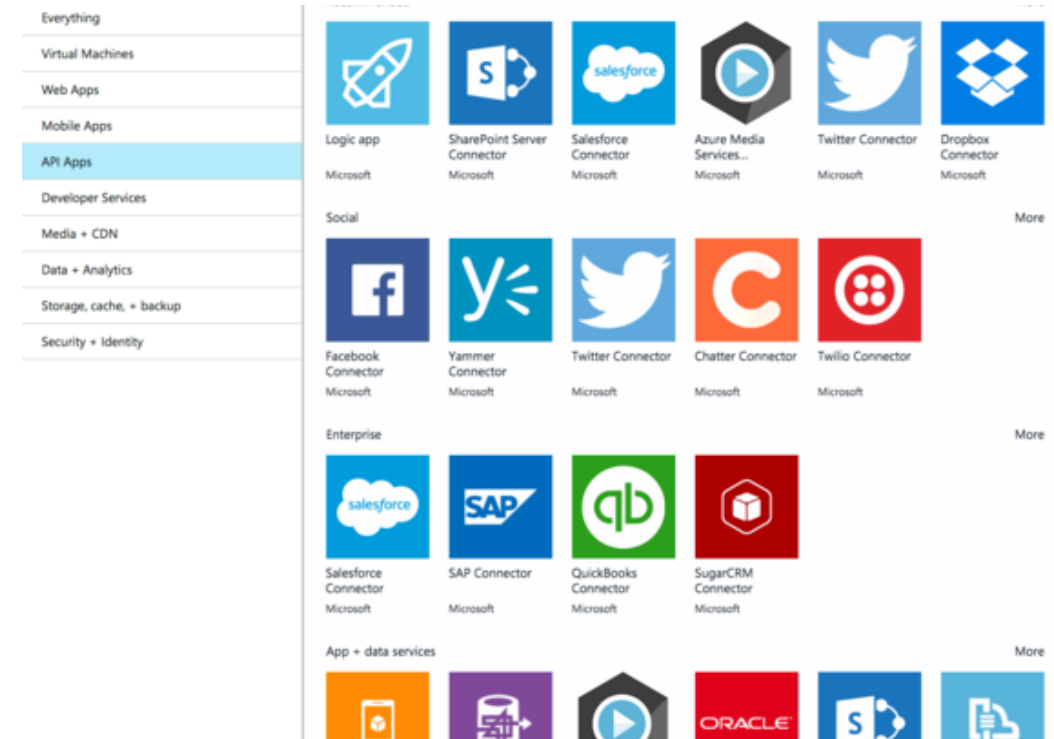 Everything
Virtual Machines
Web Apps
Mobile Apps
API Apps
Developer Services
Media + CDN
Data + Analytics
Storage, cache, + backup
Security + Identity
S
salesforce
Logic app
SharePoint Server
Connector
Salesforce
Connector
Azure Media
Services...
Twitter Connector
Dropbox
Connector
Microsoft
Microsoft
Microsoft
Microsoft
Microsoft
Microsoft
Social
More
Facebook
Connector
Yammer
Connector
Twitter Connector
Chatter Connector
Twilio Connector
Microsoft
Microsoft
Microsoft
Microsoft
Microsoft
Enterprise
More
salesforce
SAP
qb
Salesforce
Connector
SAP Connector
QuickBooks
Connector
SugarCRM
Connector
Microsoft
Microsoft
Microsoft
Microsoft
App + data services
More
ORACLE
S